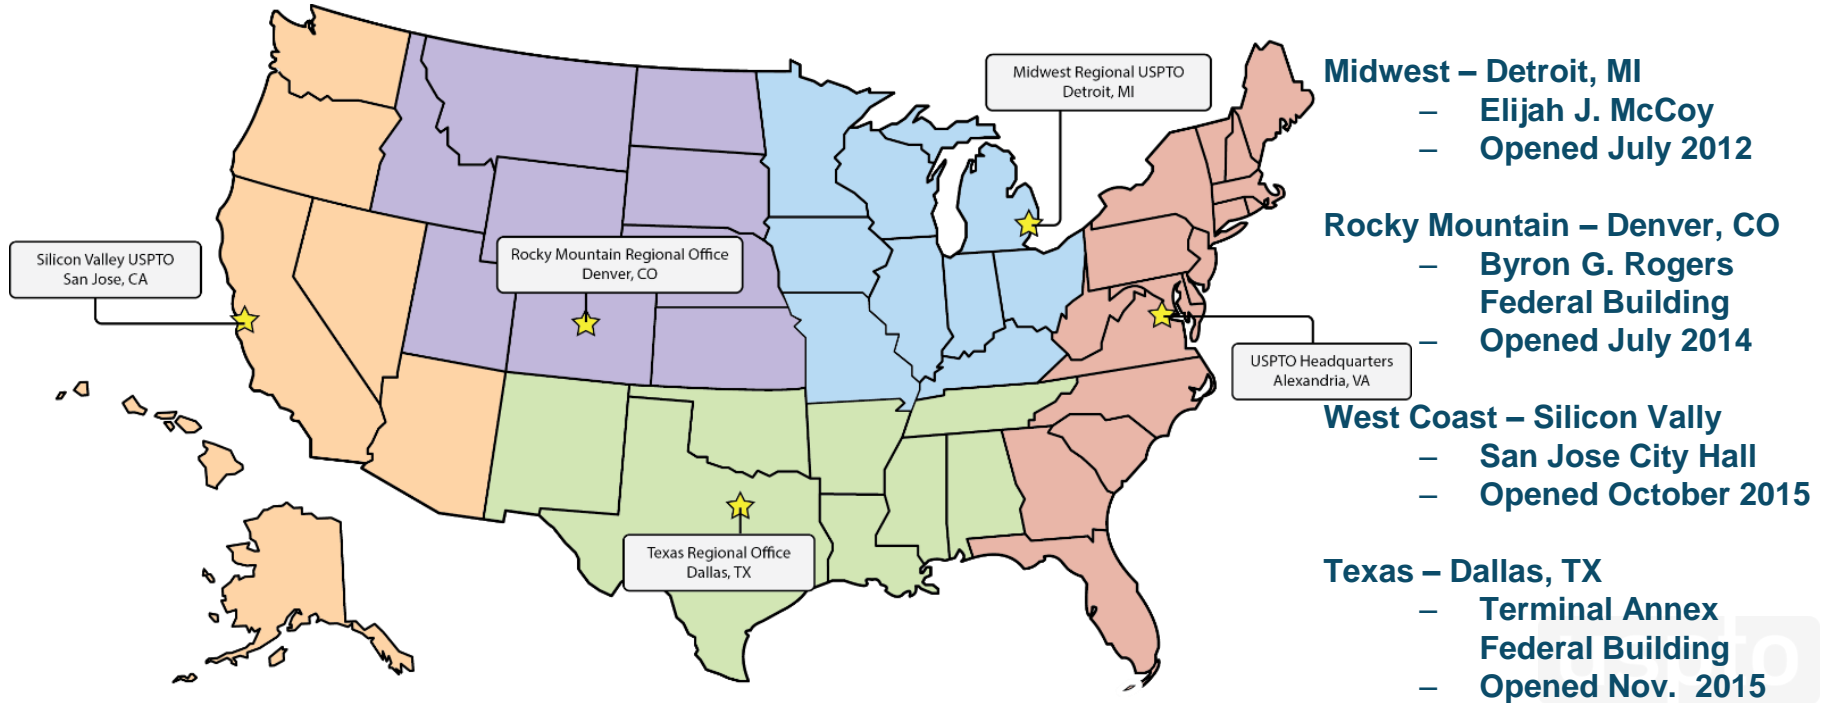 Midwest Regional USPTO
Detroit, MI
Silicon Valley USPTO
San Jose, CA
Rocky Mountain Regional Office
Denver, CO
USPTO Headquarters
Alexandria, VA
Texas Regional Office
Dallas, TX
Midwest – Detroit, MI
– Elijah J. McCoy
– Opened July 2012
Rocky Mountain – Denver, CO
– Byron G. Rogers
Federal Building
– Opened July 2014
West Coast – Silicon Vally
– San Jose City Hall
– Opened October 2015
Texas – Dallas, TX
– Terminal Annex
Federal Building
– Opened Nov. 2015
uspto